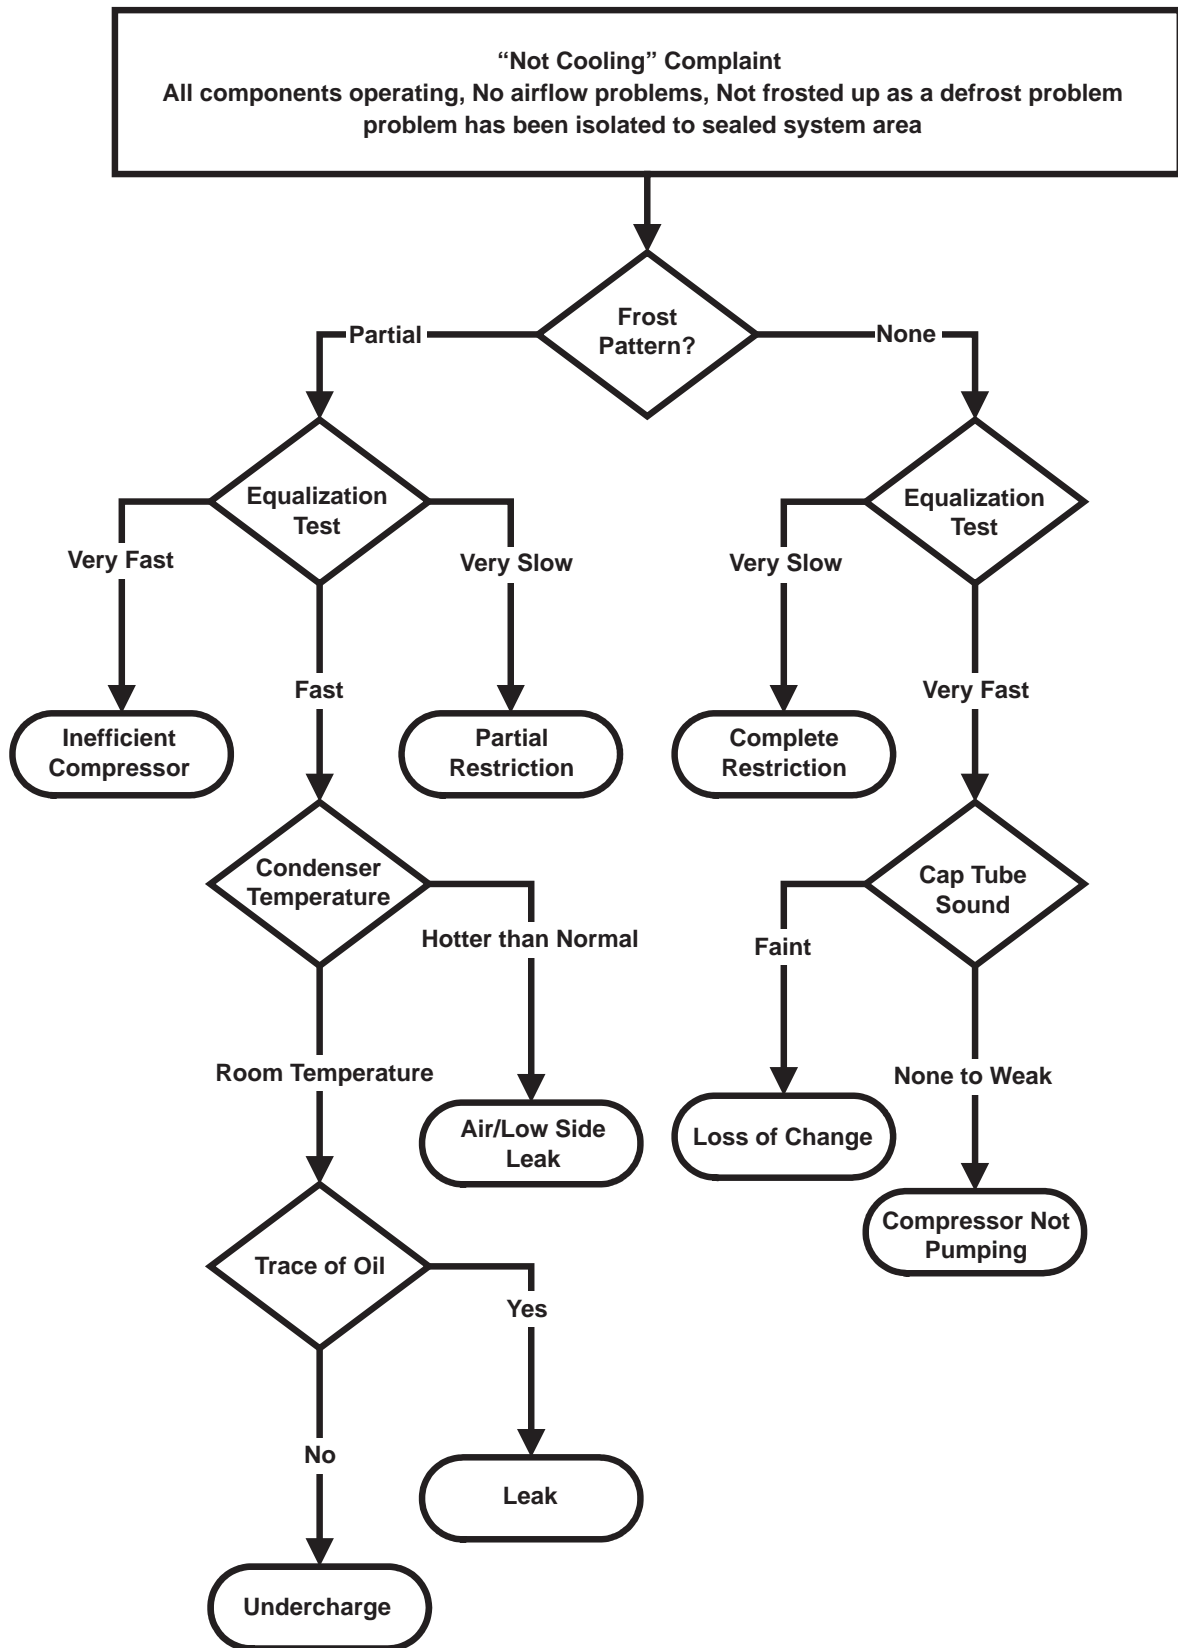 “Not Cooling” Complaint
All components operating, No airflow problems, Not frosted up as a defrost problem
problem has been isolated to sealed system area
Frost
Pattern?
Partial
None
Equalization
Test
Equalization
Test
Very Fast
Very Slow
Very Slow
Fast
Very Fast
Inefficient
Compressor
Partial
Restriction
Complete
Restriction
Condenser
Temperature
Cap Tube
Sound
Hotter than Normal
Faint
Room Temperature
None to Weak
Air/Low Side
Leak
Loss of Change
Compressor Not
Pumping
Trace of Oil
Yes
No
Leak
Undercharge